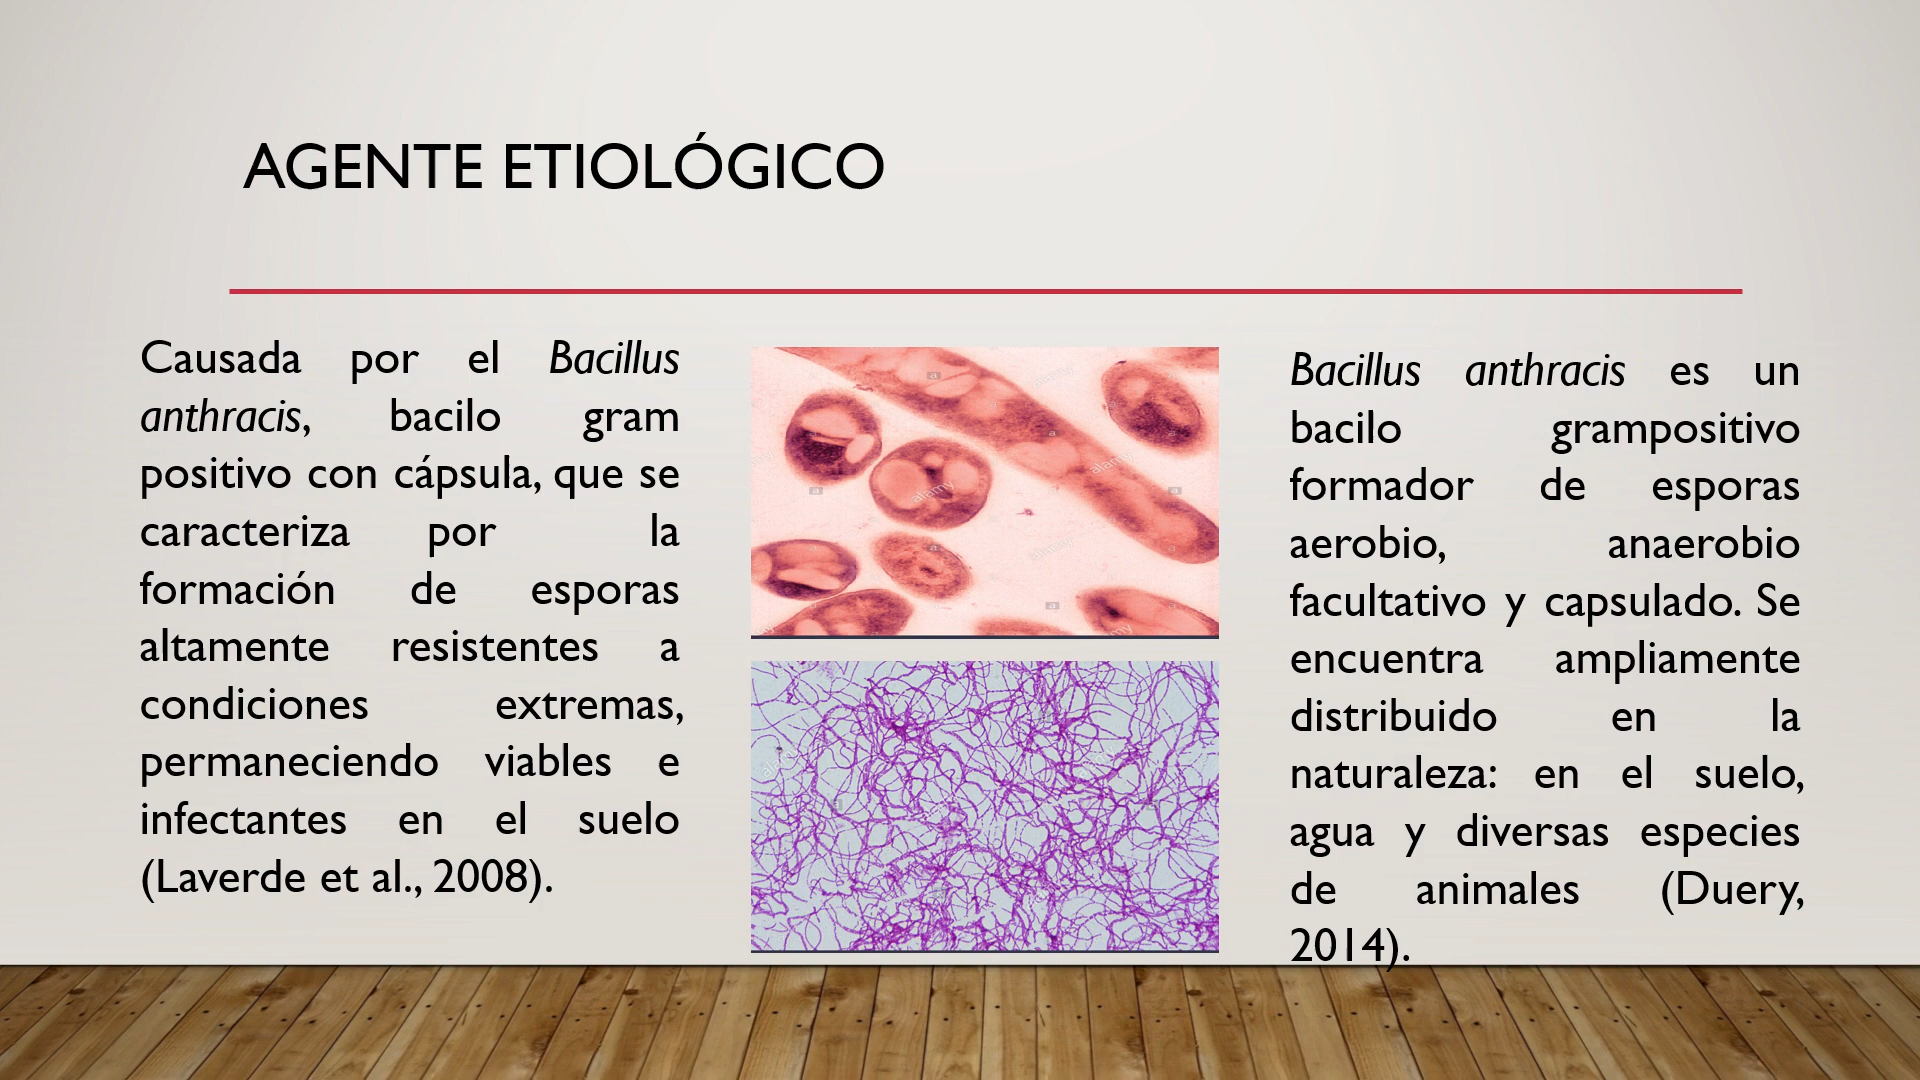 AGENTE ETIOLÓGICO
Causada por el Bacillus
anthracis, bacilo gram
positivo con cápsula, que se
caracteriza por la
formación de esporas
altamente resistentes a
condiciones extremas,
permaneciendo viables e
infectantes en el suelo
(Laverde et al., 2008).
alamy
alamy
alamy
Bacillus anthracis es un
bacilo grampositivo
formador de esporas
aerobio, anaerobio
facultativo y capsulado. Se
encuentra ampliamente
distribuido en la
naturaleza: en el suelo,
agua y diversas especies
de animales (Duery,
2014).